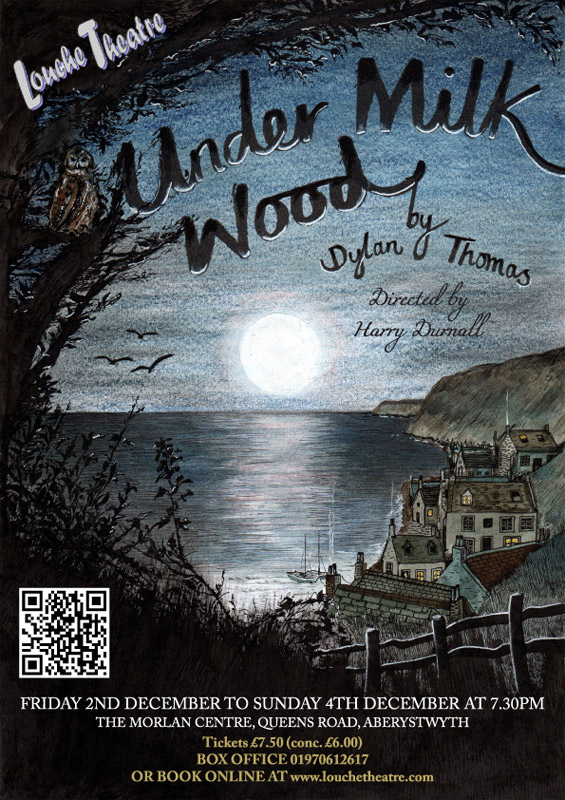 Louche Theatre
Under Milk
Wood
by
Dylan Thomas
Directed by
Harry Durnall
FRIDAY 2ND DECEMBER TO SUNDAY 4TH DECEMBER AT 7.30PM
THE MORLAN CENTRE, QUEENS ROAD, ABERYSTWYTH
Tickets £7.50 (conc. £6.00)
BOX OFFICE 01970612617
OR BOOK ONLINE AT www.louchetheatre.com